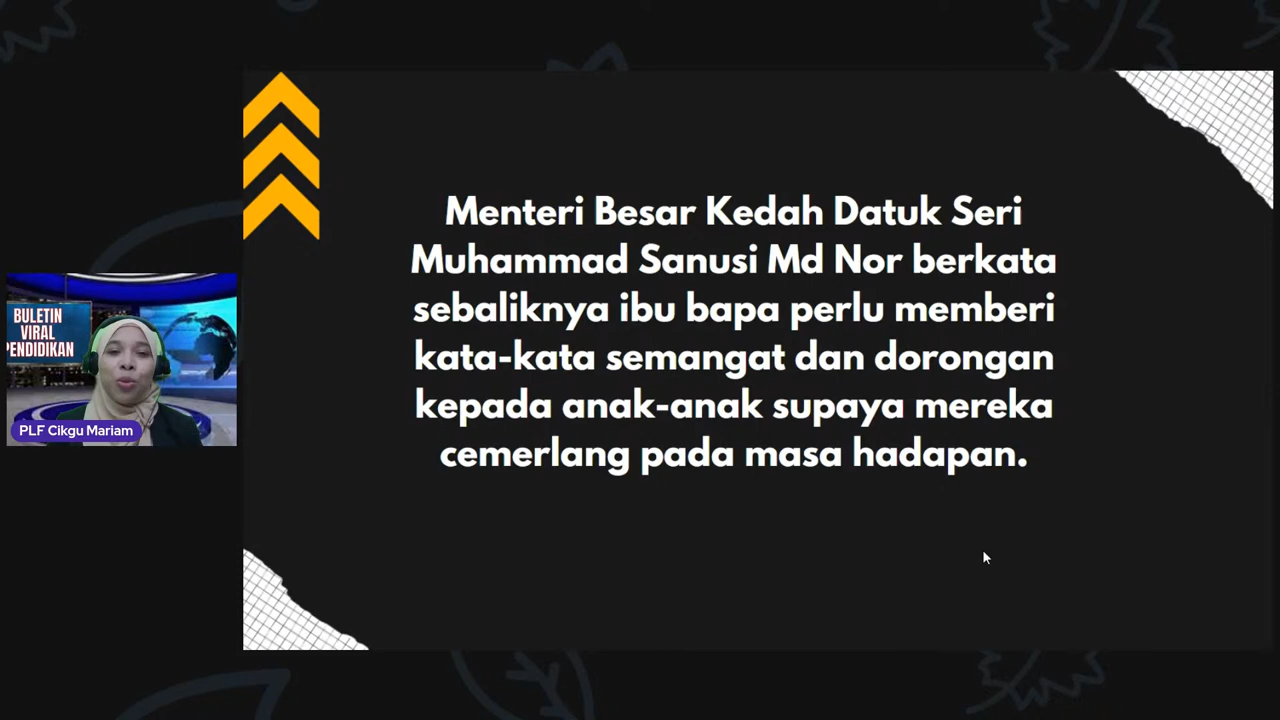 Menteri Besar Kedah Datuk Seri
Muhammad Sanusi Md Nor berkata
sebaliknya ibu bapa perlu memberi
kata-kata semangat dan dorongan
kepada anak-anak supaya mereka
cemerlang pada masa hadapan.
BULETIN
VIRAL
PENDIDIKAN
PLF Cikgu Mariam